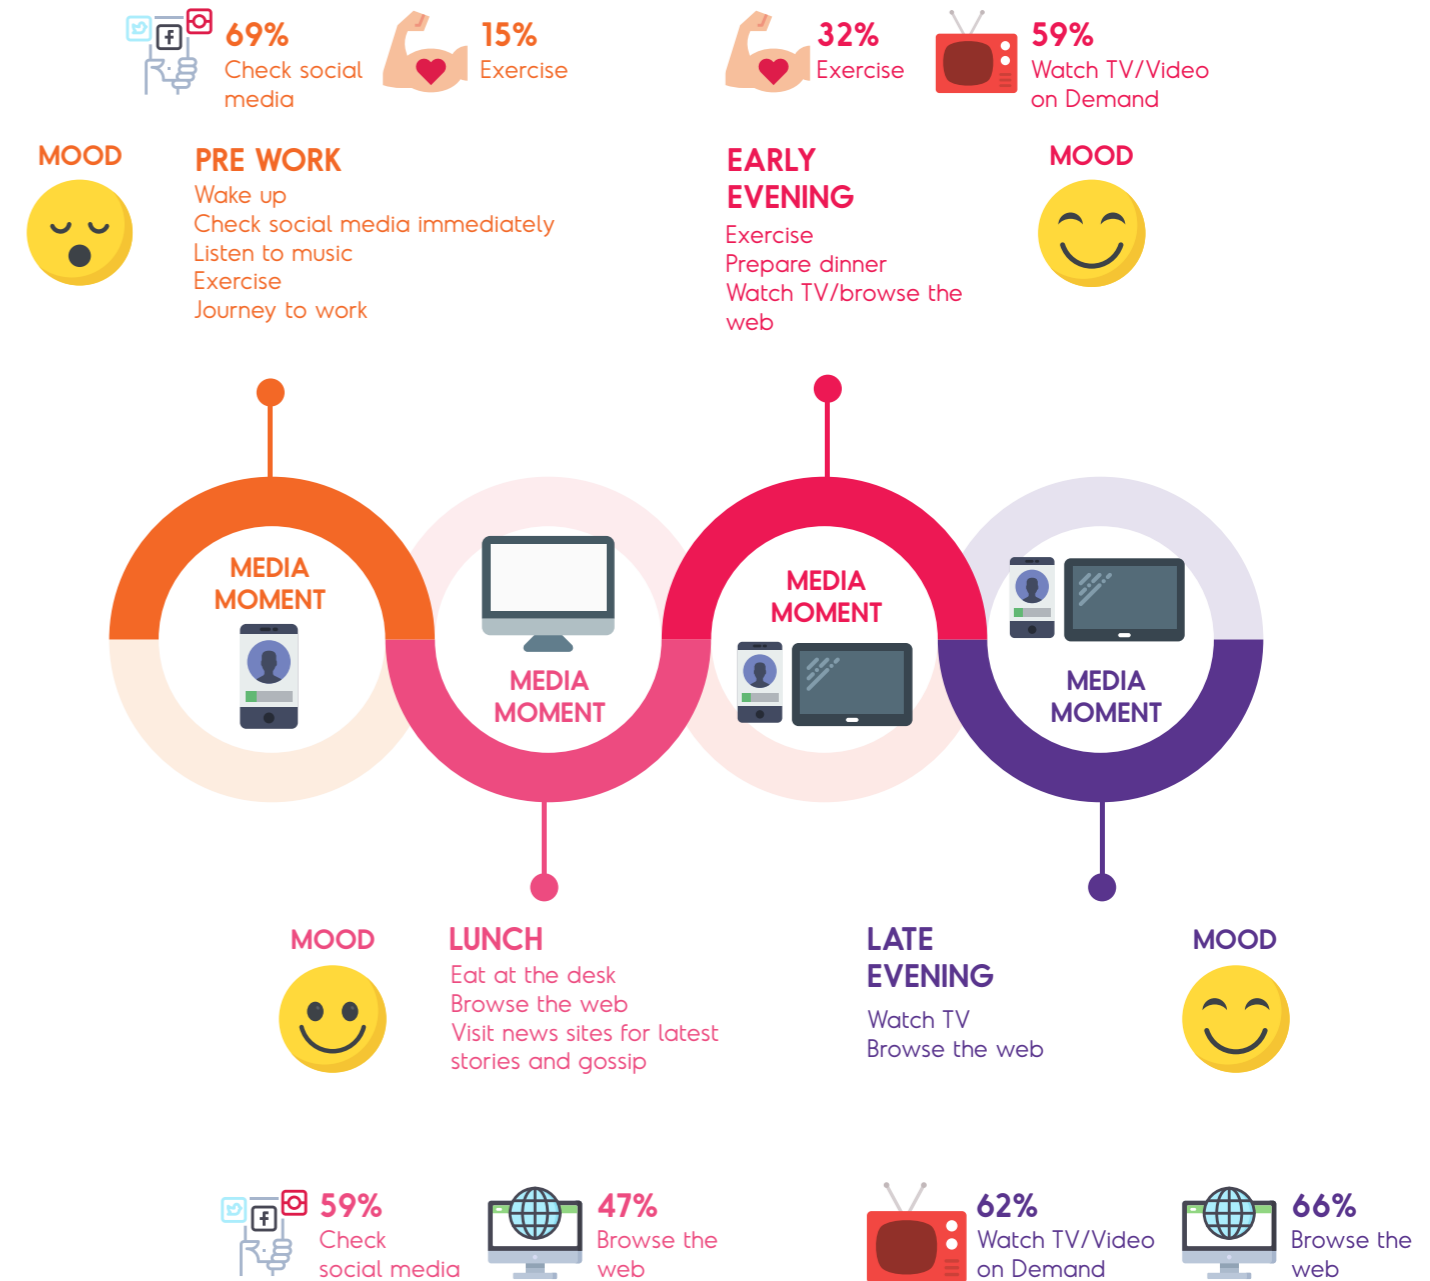 69%
Check social
media
15%
Exercise
32%
Exercise
59%
Watch TV/Video
on Demand
MOOD
PRE WORK
Wake up
Check social media immediately
Listen to music
Exercise
Journey to work
EARLY
EVENING
Exercise
Prepare dinner
Watch TV/browse the
web
MOOD
MEDIA
MOMENT
MEDIA
MOMENT
MEDIA
MOMENT
MEDIA
MOMENT
MOOD
LUNCH
Eat at the desk
Browse the web
Visit news sites for latest
stories and gossip
LATE
EVENING
Watch TV
Browse the web
MOOD
59%
Check
social media
47%
Browse the
web
62%
Watch TV/Video
on Demand
66%
Browse the
web